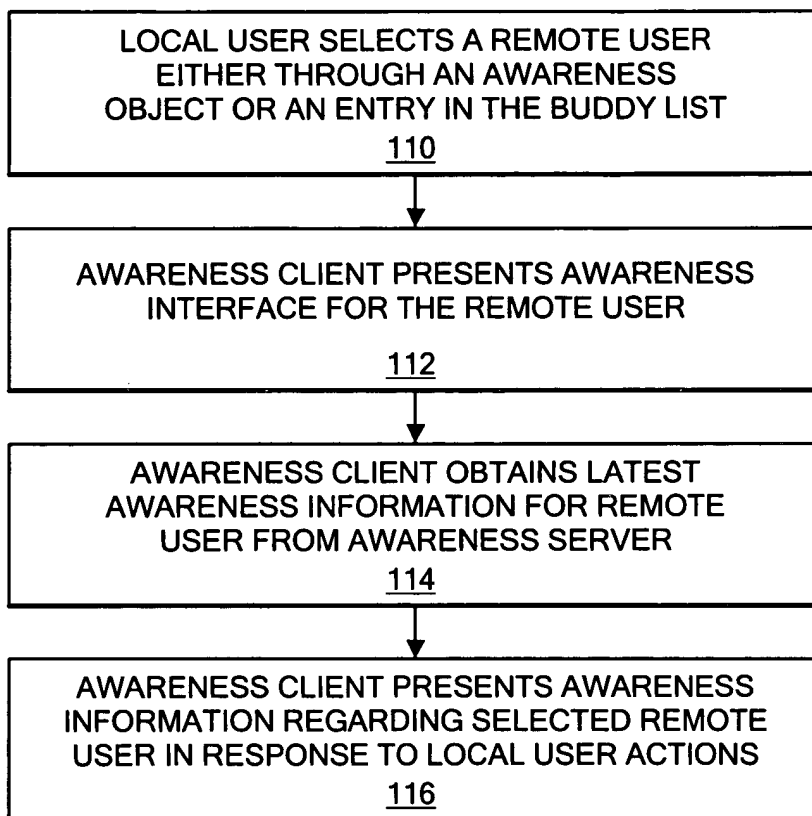 LOCAL USER SELECTS A REMOTE USER
EITHER THROUGH AN AWARENESS
OBJECT OR AN ENTRY IN THE BUDDY LIST
110
AWARENESS CLIENT PRESENTS AWARENESS
INTERFACE FOR THE REMOTE USER
112
AWARENESS CLIENT OBTAINS LATEST
AWARENESS INFORMATION FOR REMOTE
USER FROM AWARENESS SERVER
114
AWARENESS CLIENT PRESENTS AWARENESS
INFORMATION REGARDING SELECTED REMOTE
USER IN RESPONSE TO LOCAL USER ACTIONS
116